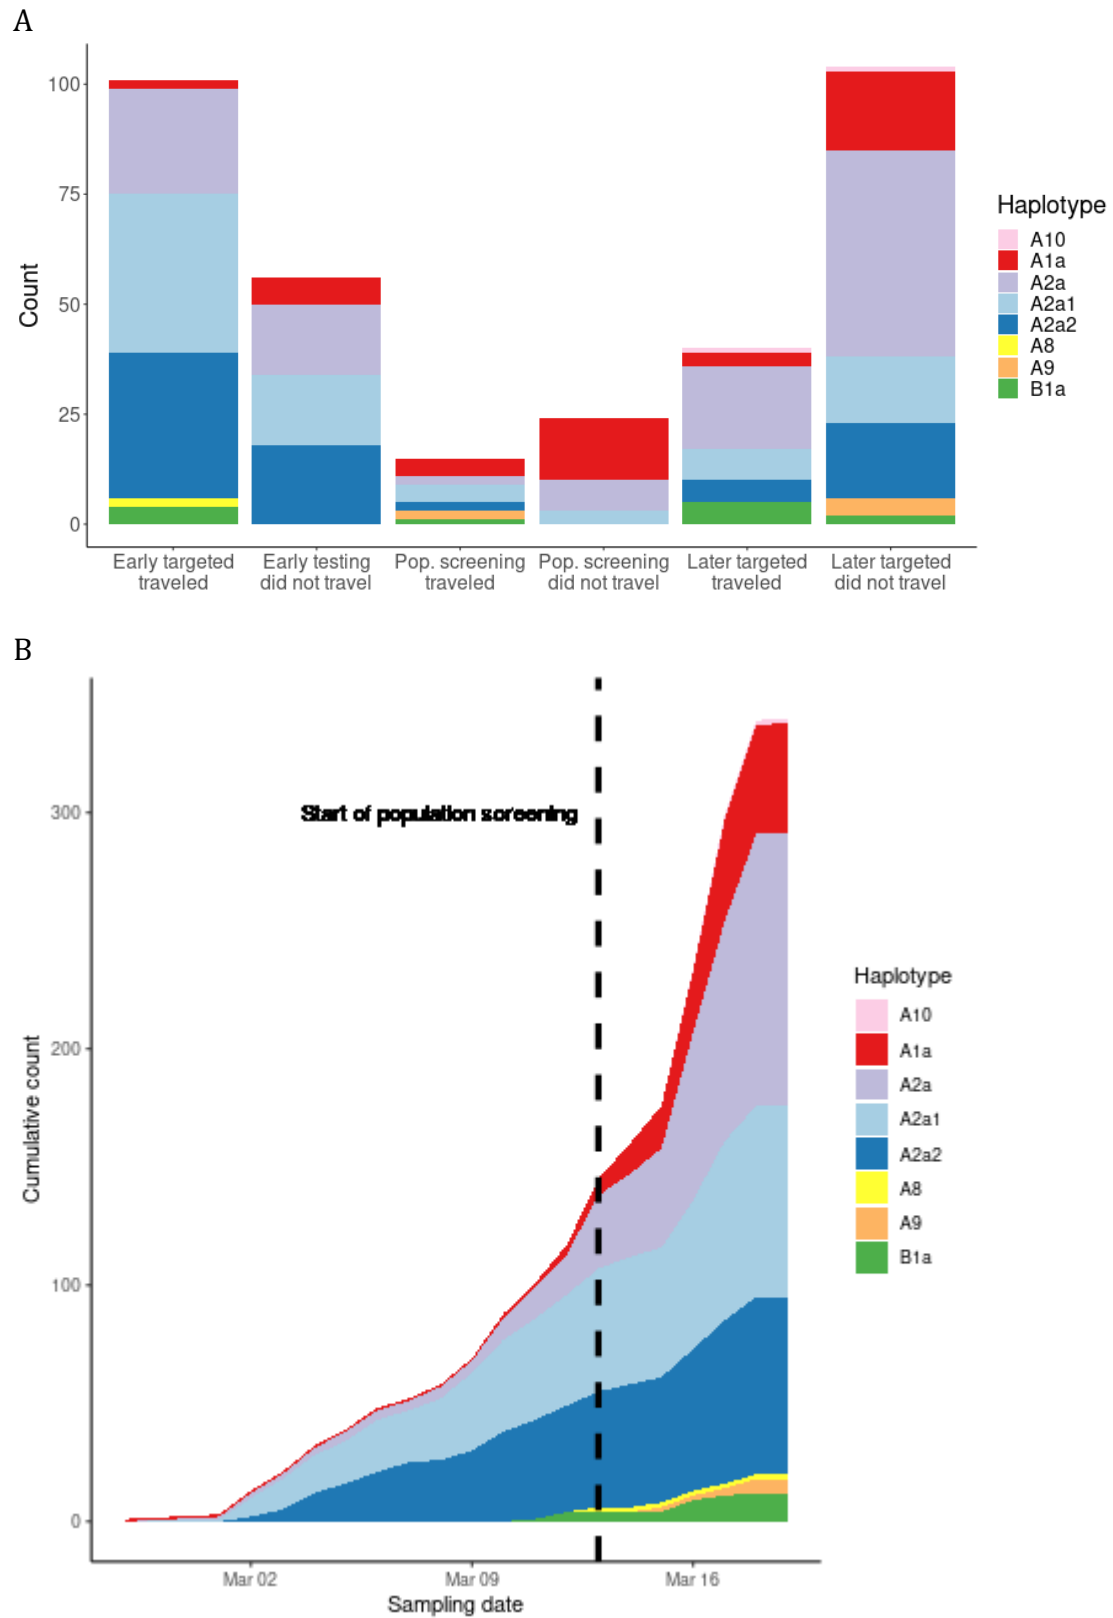 A
100
75
50
25
0
Count
Early targeted
traveled
Early testing
did not travel
Pop. screening
traveled
Pop. screening
did not travel
Later targeted
traveled
Later targeted
did not travel
Haplotype
A10
A1a
A2a
A2a1
A2a2
A8
A9
B1a
B
300
200
100
0
Cumulative count
Start of population screening
Mar 02
Mar 09
Mar 16
Sampling date
Haplotype
A10
A1a
A2a
A2a1
A2a2
A8
A9
B1a